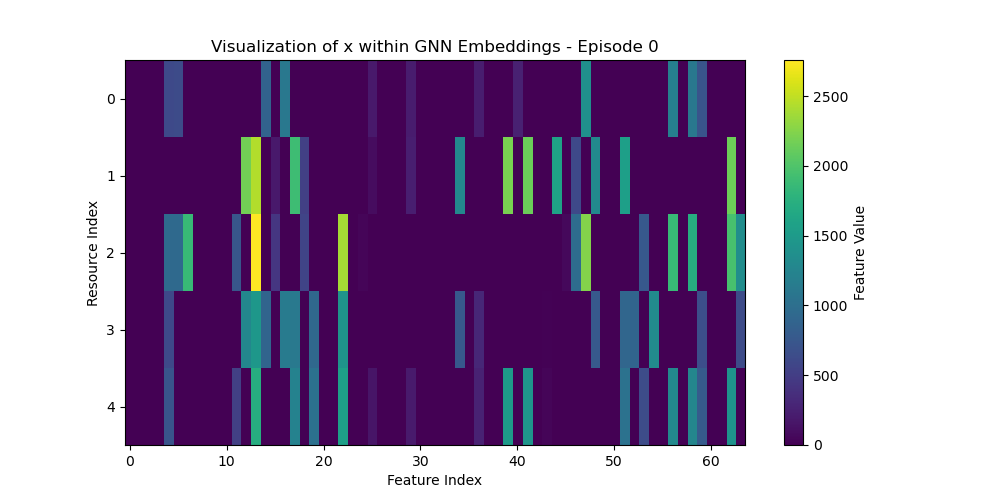 Visualization of x within GNN Embeddings - Episode 0
Resource Index
0
1
2
3
4
0 10 20 30 40 50 60
Feature Index
2500
2000
1500
1000
500
0
Feature Value